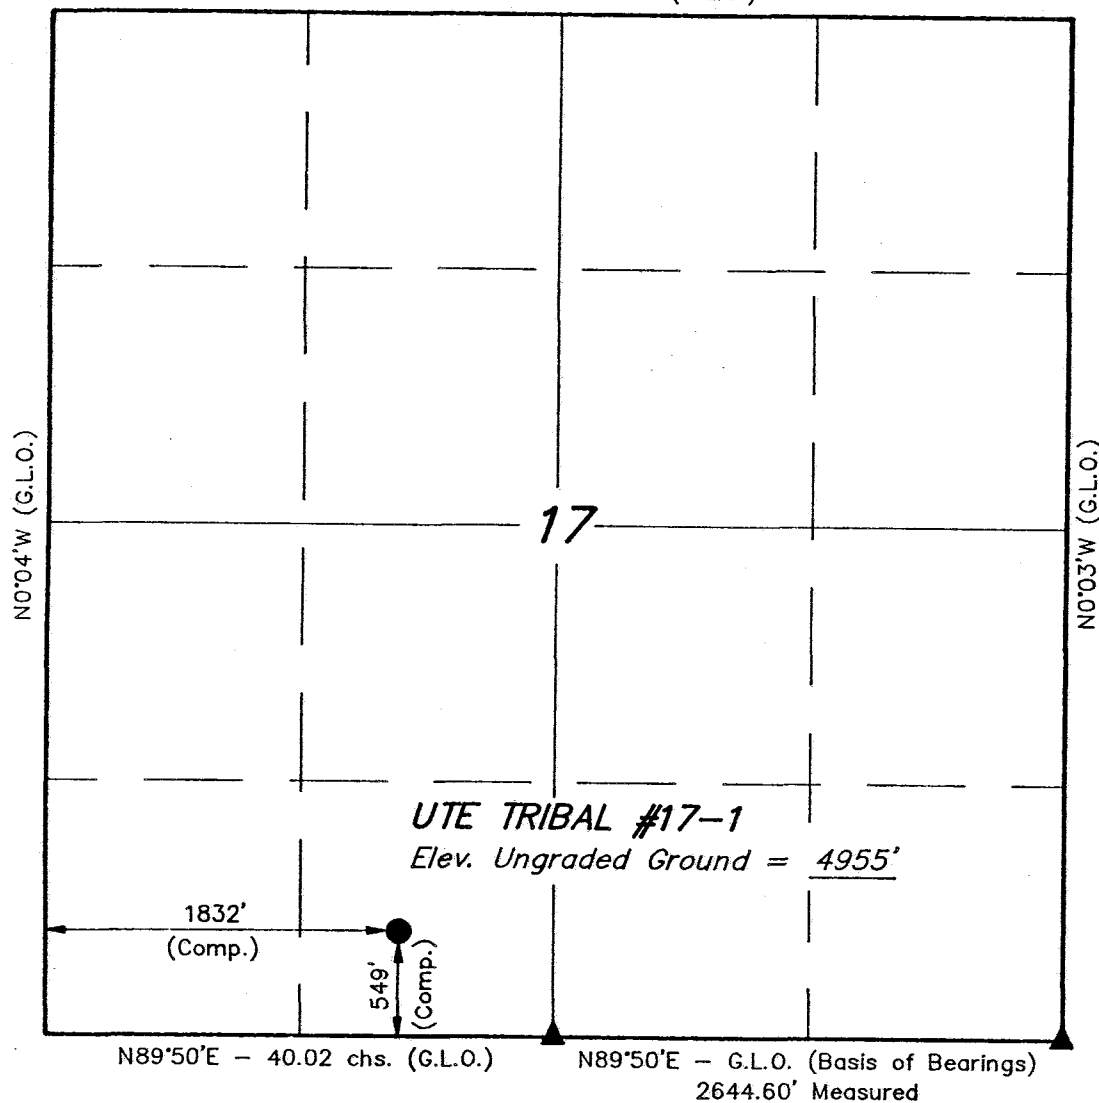 N0°04'W (G.L.O.)
N0°03'W (G.L.O.)
17
UTE TRIBAL #17-1
Elev. Ungraded Ground = 4955'
1832'
(Comp.)
549'
(Comp.)
N89°50'E - 40.02 chs. (G.L.O.)
N89°50'E - G.L.O. (Basis of Bearings)
2644.60' Measured